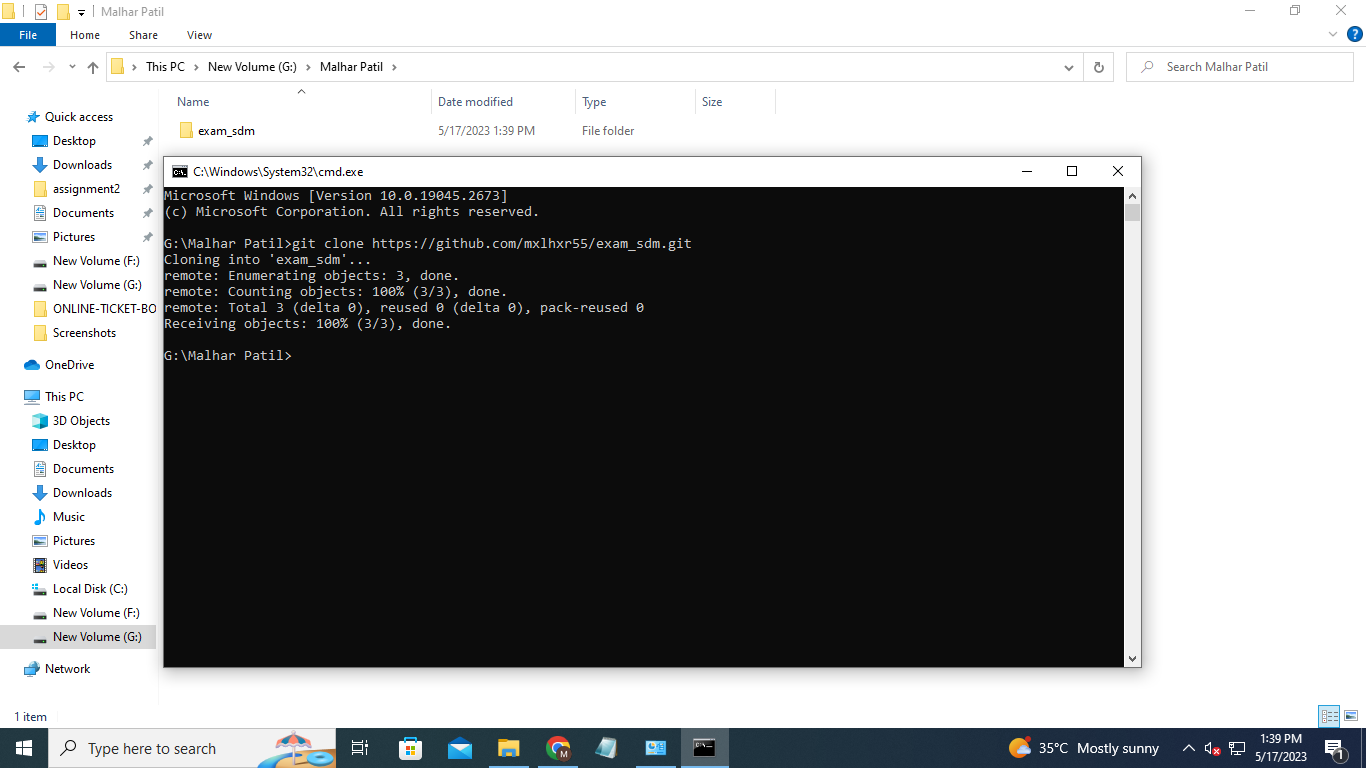 Malhar Patil
File Home Share View
This PC New Volume (G:) Malhar Patil
Search Malhar Patil
Name Date modified Type Size
exam_sdm 5/17/2023 1:39 PM File folder
Quick access
Desktop
Downloads
assignment2
Documents
Pictures
New Volume (F:)
New Volume (G:)
ONLINE-TICKET-BO
Screenshots
OneDrive
This PC
3D Objects
Desktop
Documents
Downloads
Music
Pictures
Videos
Local Disk (C:)
New Volume (F:)
New Volume (G:)
Network
1 item
C:\Windows\System32\cmd.exe
Microsoft Windows [Version 10.0.19045.2673]
(c) Microsoft Corporation. All rights reserved.
G:\Malhar Patil>git clone https://github.com/mxlhxr55/exam_sdm.git
Cloning into 'exam_sdm'...
remote: Enumerating objects: 3, done.
remote: Counting objects: 100% (3/3), done.
remote: Total 3 (delta 0), reused 0 (delta 0), pack-reused 0
Receiving objects: 100% (3/3), done.
G:\Malhar Patil>
Type here to search
M
35°C Mostly sunny
1:39 PM
5/17/2023
1